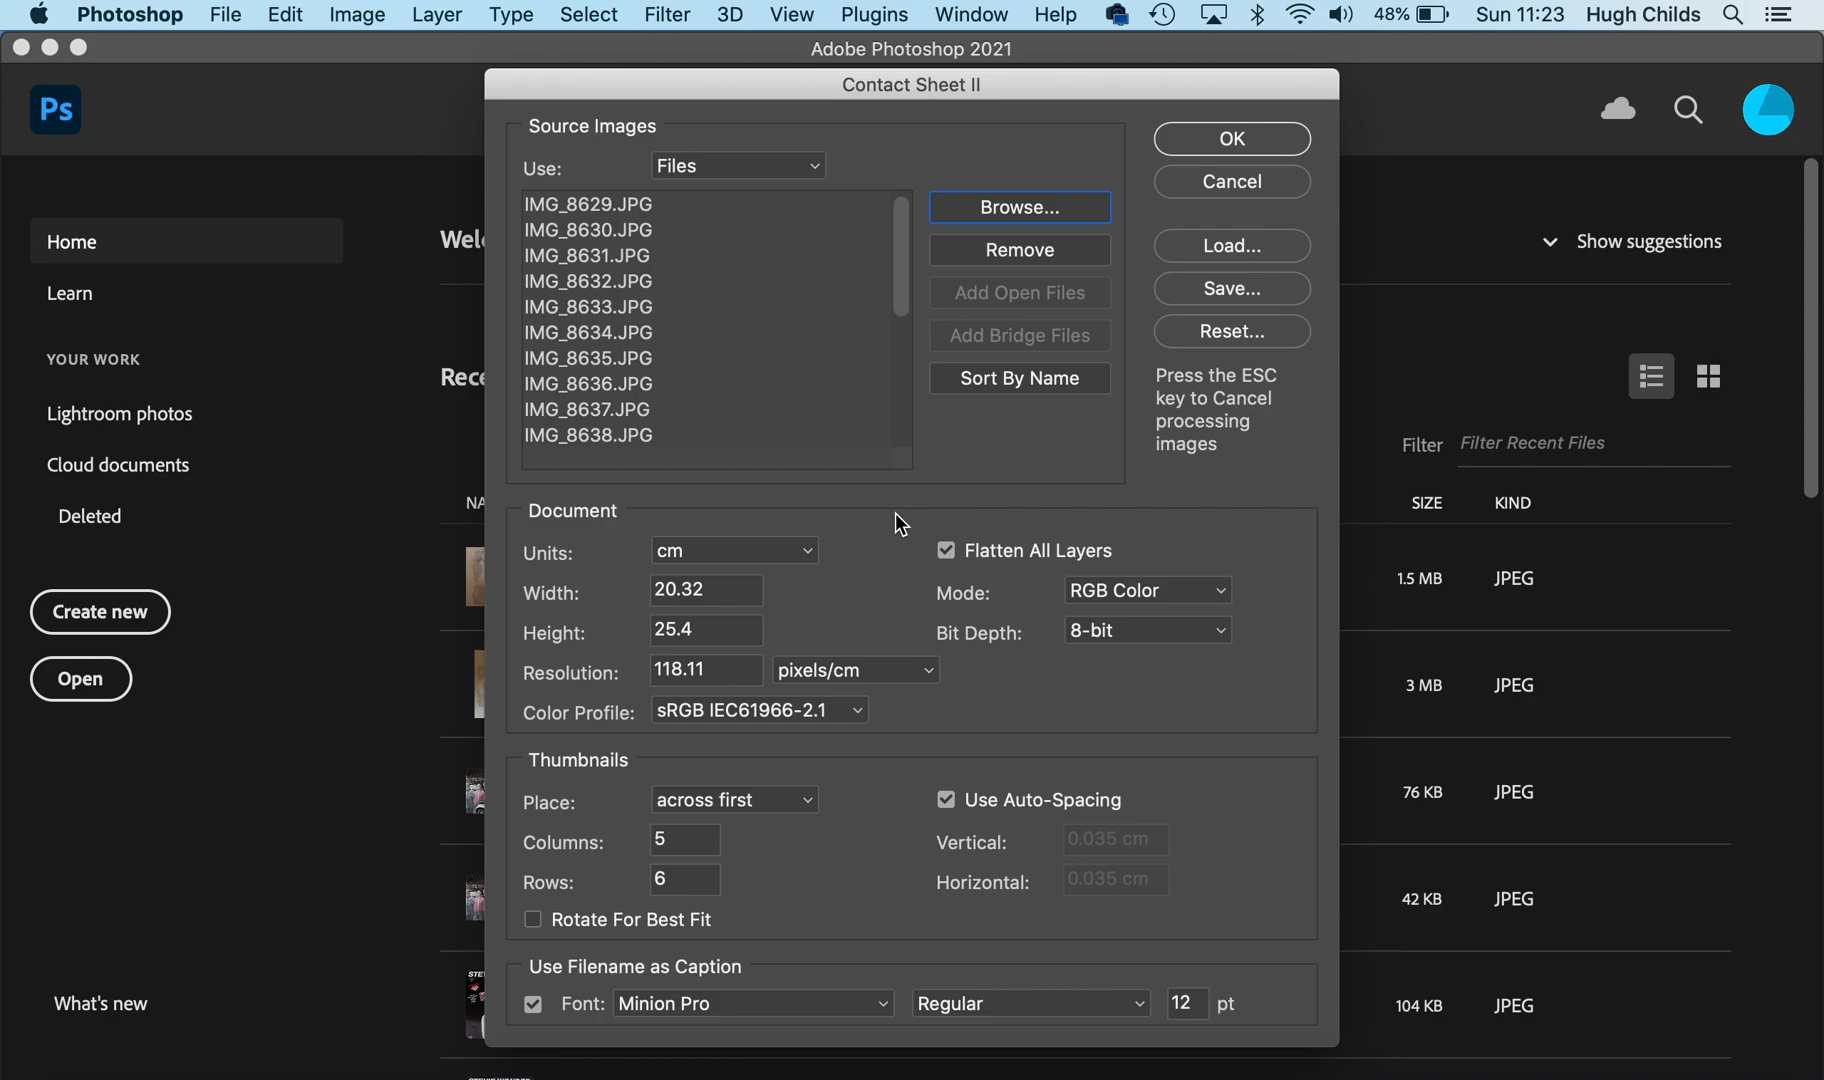 Photoshop File Edit Image Layer Type Select Filter 3D View Plugins Window Help 48% Sun 11:23 Hugh Childs
Adobe Photoshop 2021
Contact Sheet II
Ps
Source Images
OK
Use: Files
Cancel
IMG_8629.JPG
Browse...
IMG_8630.JPG
IMG_8631.JPG
Remove
Load...
IMG_8632.JPG
Add Open Files
Save...
IMG_8633.JPG
IMG_8634.JPG
Add Bridge Files
Reset...
IMG_8635.JPG
IMG_8636.JPG
Sort By Name
Press the ESC
key to Cancel
processing
images
IMG_8637.JPG
IMG_8638.JPG
Home
Learn
YOUR WORK
Lightroom photos
Cloud documents
Deleted
Create new
Open
What's new
Wel
Show suggestions
Rece
Filter Filter Recent Files
NA
SIZE KIND
1.5 MB JPEG
3 MB JPEG
76 KB JPEG
42 KB JPEG
104 KB JPEG
Document
Units: cm
Flatten All Layers
Width: 20.32
Mode: RGB Color
Height: 25.4
Bit Depth: 8-bit
Resolution: 118.11 pixels/cm
Color Profile: sRGB IEC61966-2.1
Thumbnails
Place: across first
Use Auto-Spacing
Columns: 5
Vertical: 0.035 cm
Rows: 6
Horizontal: 0.035 cm
Rotate For Best Fit
Use Filename as Caption
Font: Minion Pro Regular 12 pt